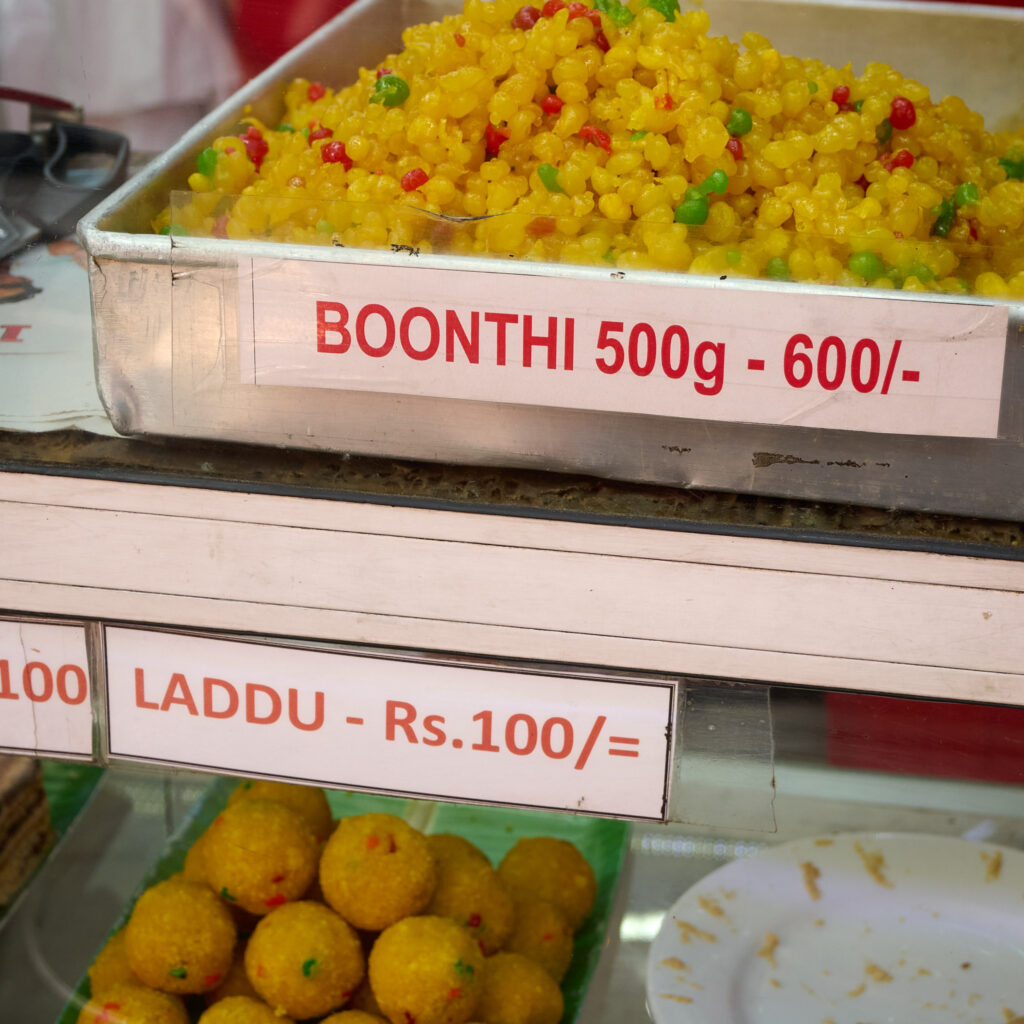 BOONTHI 500g - 600/-
100
LADDU - Rs.100/=